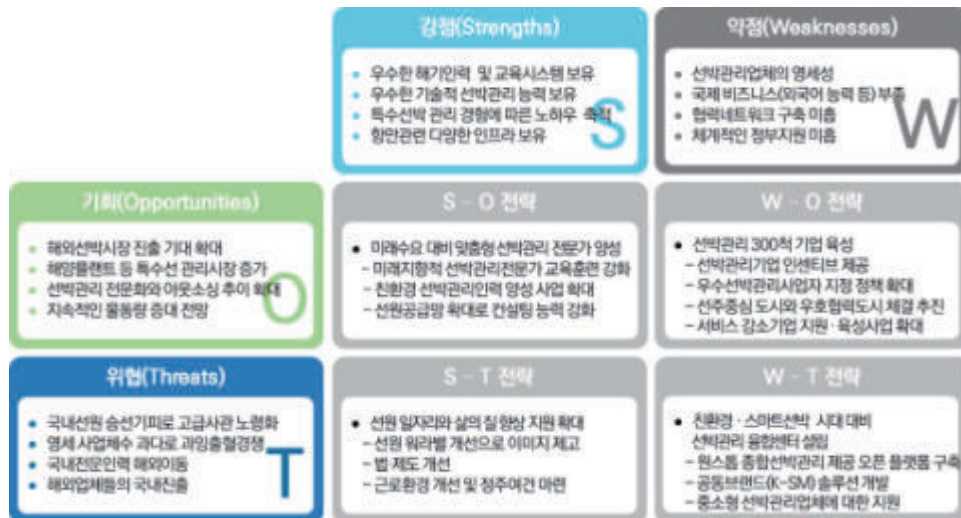 강점(Strengths)
• 우수한 해기인력 및 교육시스템 보유
• 우수한 기술적 선박관리 능력 보유
• 특수선박 관리 경험에 따른 노하우 축적
• 항만관련 다양한 인프라 보유
S
약점(Weaknesses)
• 선박관리업체의 영세성
• 국제 비즈니스(외국어 능력 등) 부족
• 협력네트워크 구축 미흡
• 체계적인 정부지원 미흡
W
기회(Opportunities)
• 해외선박시장 진출 기대 확대
• 해양플랜트 등 특수선 관리시장 증가
• 선박관리 전문화와 아웃소싱 추이 확대
• 지속적인 물동량 증대 전망
O
S - O 전략
• 미래수요 대비 맞춤형 선박관리 전문가 양성
- 미래지향적 선박관리전문가 교육훈련 강화
- 친환경 선박관리인력 양성 사업 확대
- 선원공급망 확대로 컨설팅 능력 강화
W - O 전략
• 선박관리 300척 기업 육성
- 선박관리기업 인센티브 제공
- 우수선박관리사업자 지정 정책 확대
- 선주중심 도시와 우호협력도시 체결 추진
- 서비스 강소기업 지원·육성사업 확대
위협(Threats)
• 국내선원 승선기피로 고급사관 노령화
• 영세 사업체수 과다로 과잉출혈경쟁
• 국내전문인력 해외이동
• 해외업체들의 국내진출
T
S - T 전략
• 선원 일자리와 삶의 질 향상 지원 확대
- 선원 워라밸 개선으로 이미지 제고
- 법 제도 개선
- 근로환경 개선 및 정주여건 마련
W - T 전략
• 친환경·스마트선박 시대 대비
선박관리 융합센터 설립
- 원스톱 종합선박관리 제공 오픈 플랫폼 구축
- 공동브랜드(K-SM) 솔루션 개발
- 중소형 선박관리업체에 대한 지원